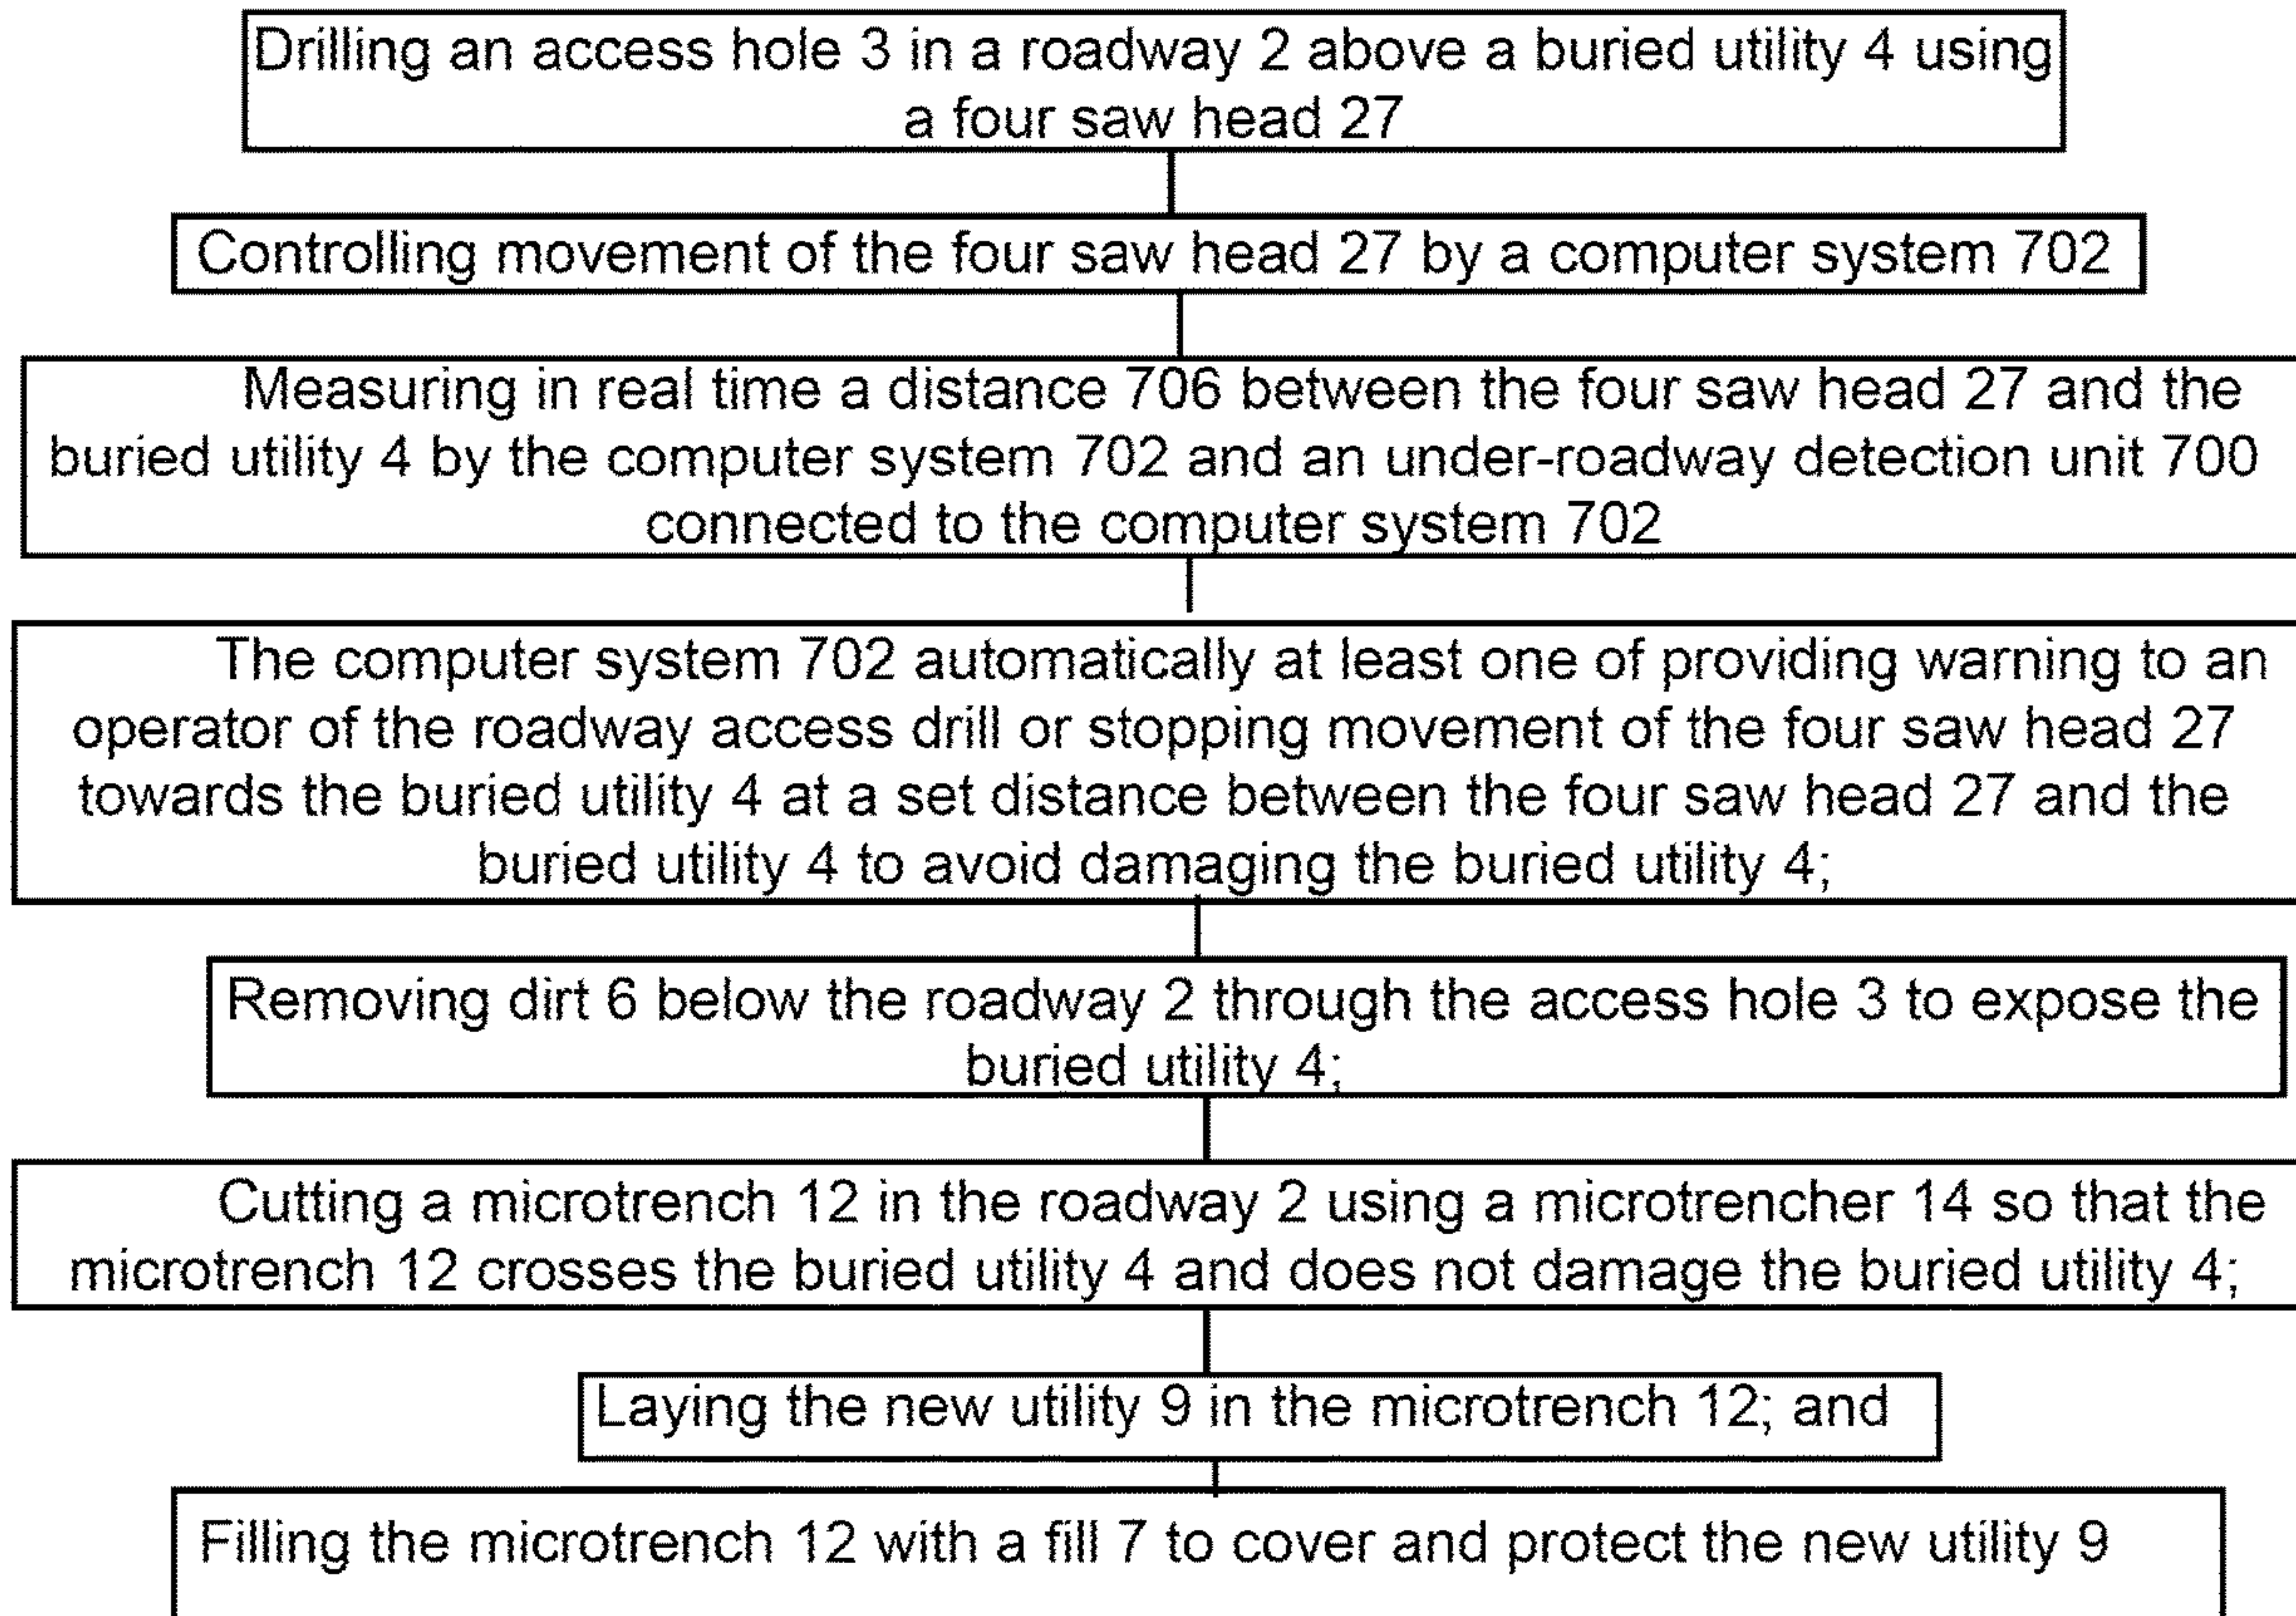 Drilling an access hole 3 in a roadway 2 above a buried utility 4 using
a four saw head 27
Controlling movement of the four saw head 27 by a computer system 702
Measuring in real time a distance 706 between the four saw head 27 and the
buried utility 4 by the computer system 702 and an under-roadway detection unit 700
connected to the computer system 702
The computer system 702 automatically at least one of providing warning to an
operator of the roadway access drill or stopping movement of the four saw head 27
towards the buried utility 4 at a set distance between the four saw head 27 and the
buried utility 4 to avoid damaging the buried utility 4;
Removing dirt 6 below the roadway 2 through the access hole 3 to expose the
buried utility 4;
Cutting a microtrench 12 in the roadway 2 using a microtrencher 14 so that the
microtrench 12 crosses the buried utility 4 and does not damage the buried utility 4;
Laying the new utility 9 in the microtrench 12; and
Filling the microtrench 12 with a fill 7 to cover and protect the new utility 9